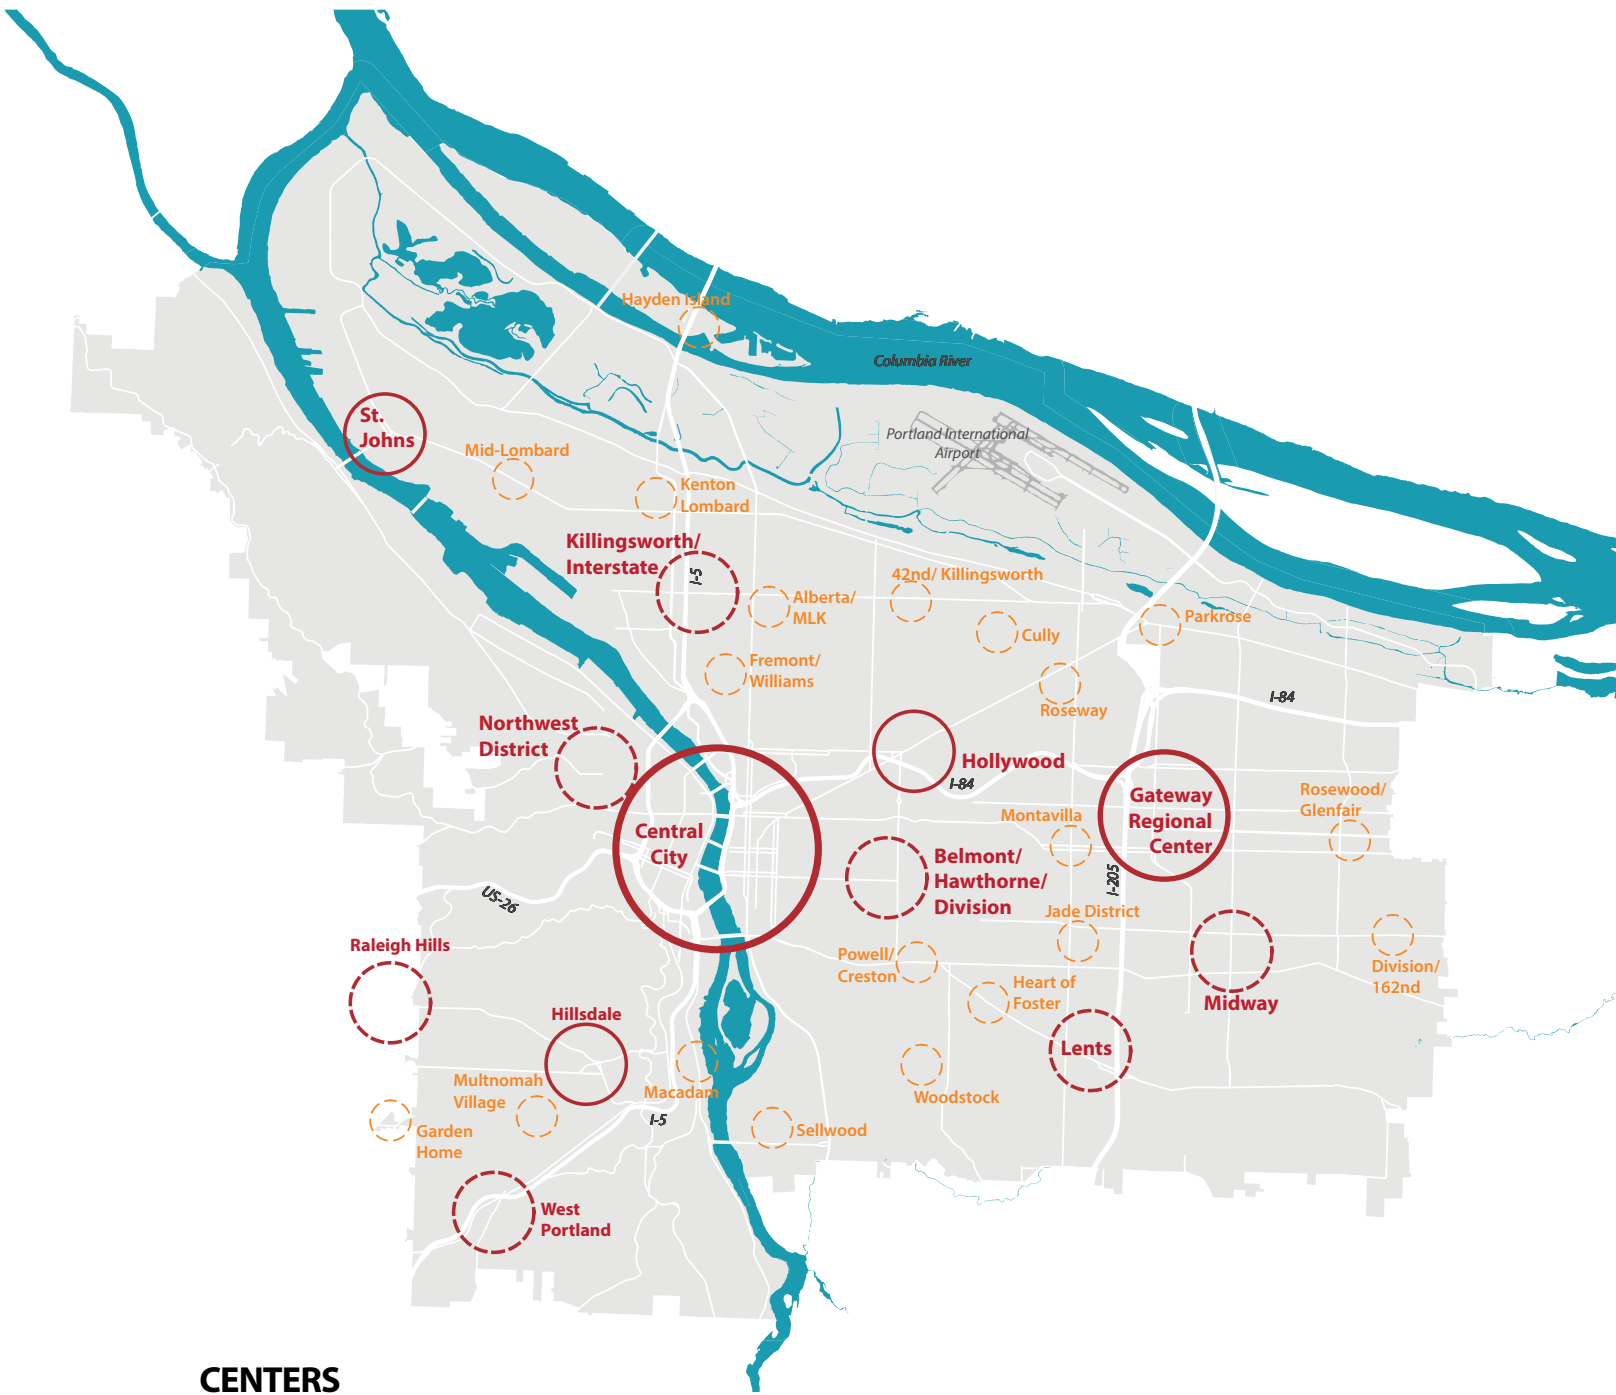 Hayden Island
Columbia River
Portland International
Airport
St.
Johns
Mid-Lombard
Kenton
Lombard
Killingsworth/
Interstate
I-5
Alberta/
MLK
42nd/ Killingsworth
Cully
Parkrose
Fremont/
Williams
Roseway
I-84
Northwest
District
Hollywood
I-84
Gateway
Regional
Center
Rosewood/
Glenfair
Montavilla
Central
City
Belmont/
Hawthorne/
Division
I-205
US-26
Jade District
Raleigh Hills
Powell/
Creston
Division/
162nd
Heart of
Foster
Midway
Hillsdale
Lents
Multnomah
Village
Macadam
Woodstock
I-5
Garden
Home
Sellwood
West
Portland
CENTERS